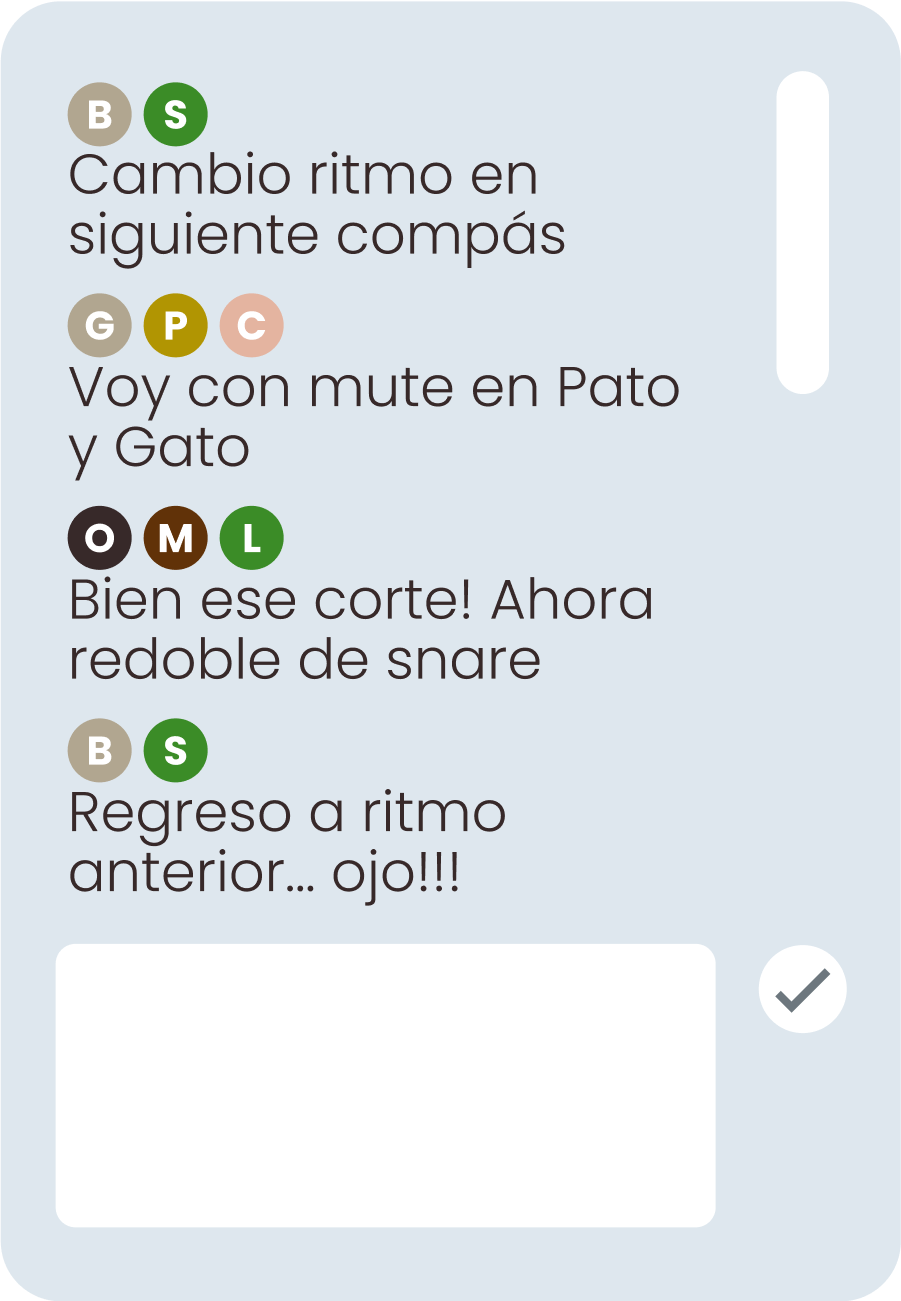 B S
Cambio ritmo en
siguiente compás
G P C
Voy con mute en Pato
y Gato
O M L
Bien ese corte! Ahora
redoble de snare
B S
Regreso a ritmo
anterior... ojo!!!